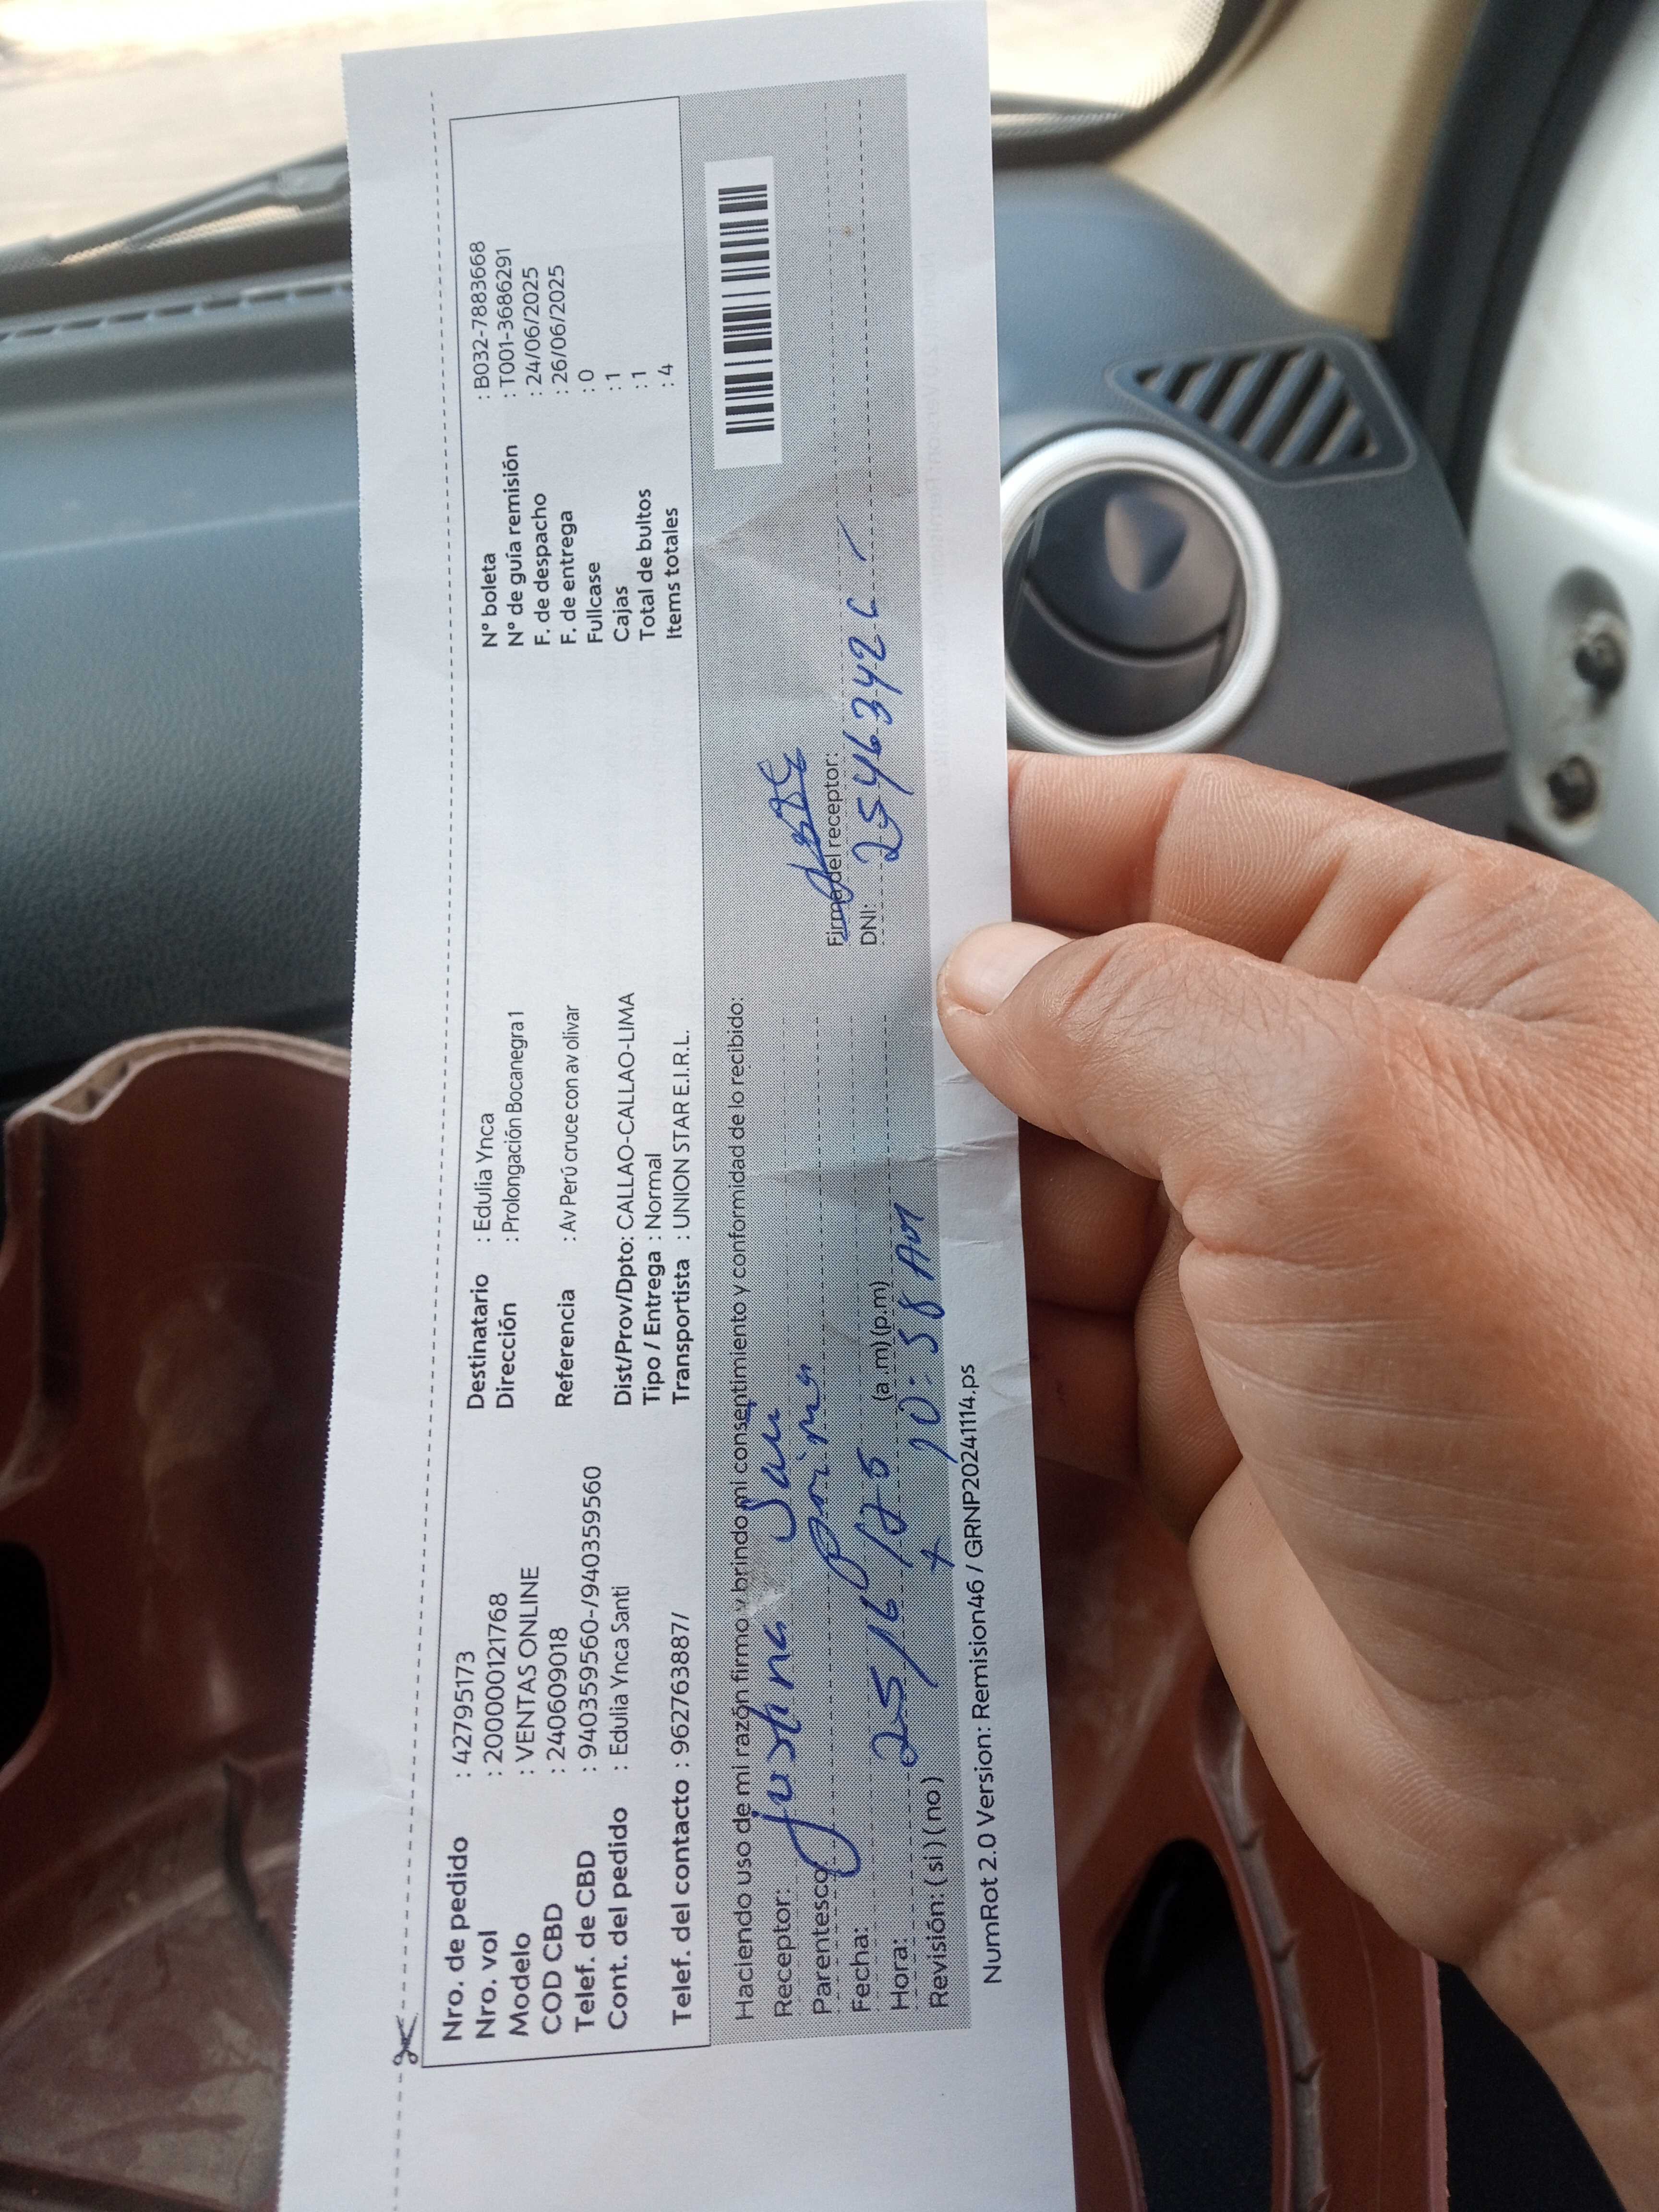 Nro. de pedido : 42795173
Nro. vol : 2000000121768
Modelo : VENTAS ONLINE
COD CBD : 240609018
Telef. de CBD : 940359560-/940359560
Cont. del pedido : Edulia Ynca Santi
Telef. del contacto : 962763887/
Destinatario : Edulia Ynca
Dirección : Prolongación Bocanegra 1
Referencia : Av Perú cruce con av olivar
Dist/Prov/Dpto: CALLAO-CALLAO-LIMA
Tipo / Entrega : Normal
Transportista : UNION STAR E.I.R.L.
N° boleta : B032-7883668
N° de guía remisión : T001-3686291
F. de despacho : 24/06/2025
F. de entrega : 26/06/2025
Fullcase : 0
Cajas : 1
Total de bultos : 1
Items totales : 4
Haciendo uso de mi razón firmo y brindo mi consentimiento y conformidad de lo recibido:
Receptor: Justina
Parentesco: Prima
Fecha: 25/6/25
Hora: (a.m) (p.m) 10:58 AM
Revisión: ( si ) ( no )
Firma del receptor:
DNI: 25463426
NumRot 2.0 Version: Remision46 / GRNP20241114.ps